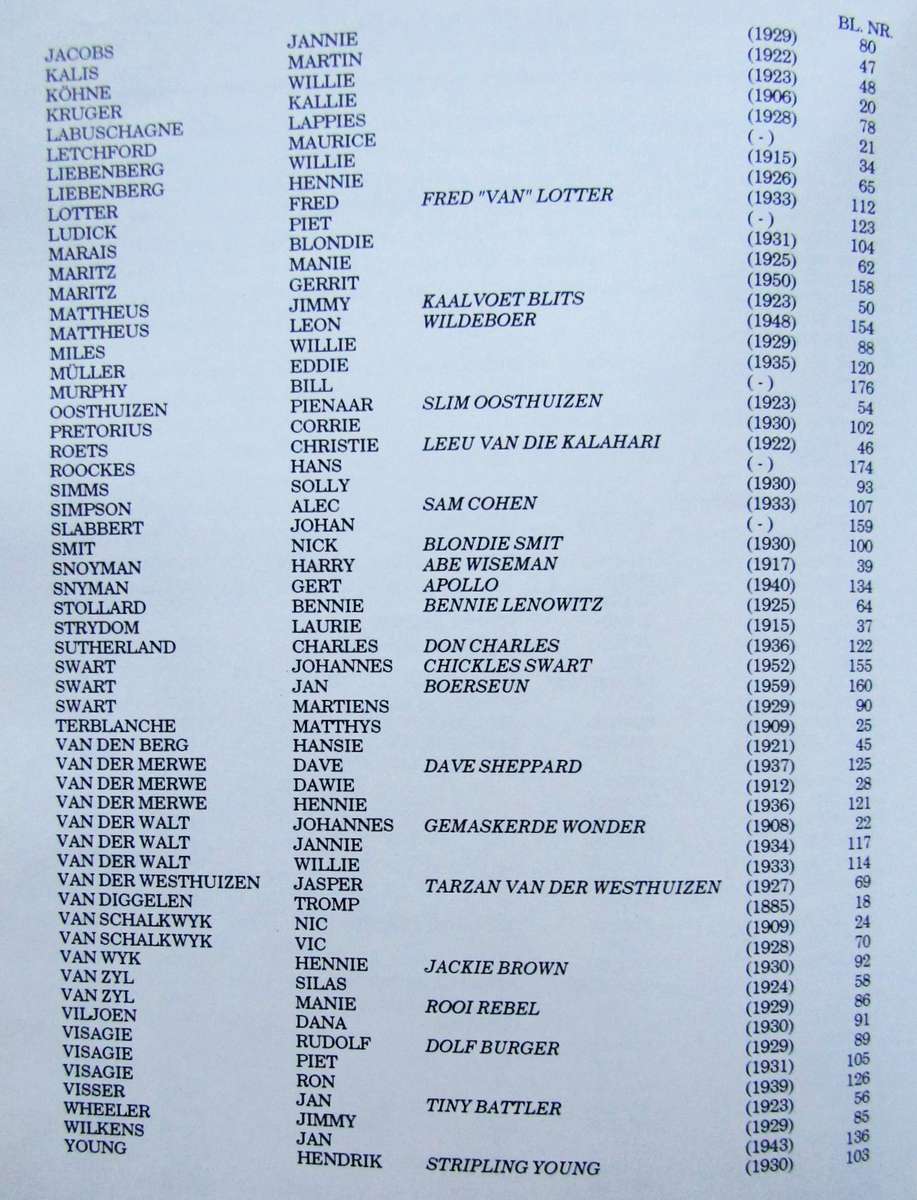 BL. NR.
JACOBS JANNIE (1929) 80
KALIS MARTIN (1922) 47
KÖHNE WILLIE (1923) 48
KRUGER KALLIE (1906) 20
LABUSCHAGNE LAPPIES (1928) 78
LETCHFORD MAURICE (-) 21
LIEBENBERG WILLIE (1915) 34
LIEBENBERG HENNIE (1926) 65
LOTTER FRED FRED "VAN" LOTTER (1933) 112
LUDICK PIET (-) 123
MARAIS BLONDIE (1931) 104
MARITZ MANIE (1925) 62
MARITZ GERRIT (1950) 158
MATTHEUS JIMMY KAALVOET BLITS (1923) 50
MATTHEUS LEON WILDEBOER (1948) 154
MILES WILLIE (1929) 88
MÜLLER EDDIE (1935) 120
MURPHY BILL (-) 176
OOSTHUIZEN PIENAAR SLIM OOSTHUIZEN (1923) 54
PRETORIUS CORRIE (1930) 102
ROETS CHRISTIE LEEU VAN DIE KALAHARI (1922) 46
ROOCKES HANS (-) 174
SIMMS SOLLY (1930) 93
SIMPSON ALEC SAM COHEN (1933) 107
SLABBERT JOHAN (-) 159
SMIT NICK BLONDIE SMIT (1930) 100
SNOYMAN HARRY ABE WISEMAN (1917) 39
SNYMAN GERT APOLLO (1940) 134
STOLLARD BENNIE BENNIE LENOWITZ (1925) 64
STRYDOM LAURIE (1915) 37
SUTHERLAND CHARLES DON CHARLES (1936) 122
SWART JOHANNES CHICKLES SWART (1952) 155
SWART JAN BOERSEUN (1959) 160
SWART MARTIENS (1929) 90
TERBLANCHE MATTHYS (1909) 25
VAN DEN BERG HANSIE (1921) 45
VAN DER MERWE DAVE DAVE SHEPPARD (1937) 125
VAN DER MERWE DAWIE (1912) 28
VAN DER MERWE HENNIE (1936) 121
VAN DER WALT JOHANNES GEMASKERDE WONDER (1908) 22
VAN DER WALT JANNIE (1934) 117
VAN DER WALT WILLIE (1933) 114
VAN DER WESTHUIZEN JASPER TARZAN VAN DER WESTHUIZEN (1927) 69
VAN DIGGELEN TROMP (1885) 18
VAN SCHALKWYK NIC (1909) 24
VAN SCHALKWYK VIC (1928) 70
VAN WYK HENNIE JACKIE BROWN (1930) 92
VAN ZYL SILAS (1924) 58
VAN ZYL MANIE ROOI REBEL (1929) 86
VILJOEN DANA (1930) 91
VISAGIE RUDOLF DOLF BURGER (1929) 89
VISAGIE PIET (1931) 105
VISAGIE RON (1939) 126
VISSER JAN TINY BATTLER (1923) 56
WHEELER JIMMY (1929) 85
WILKENS JAN (1943) 136
YOUNG HENDRIK STRIPLING YOUNG (1930) 103